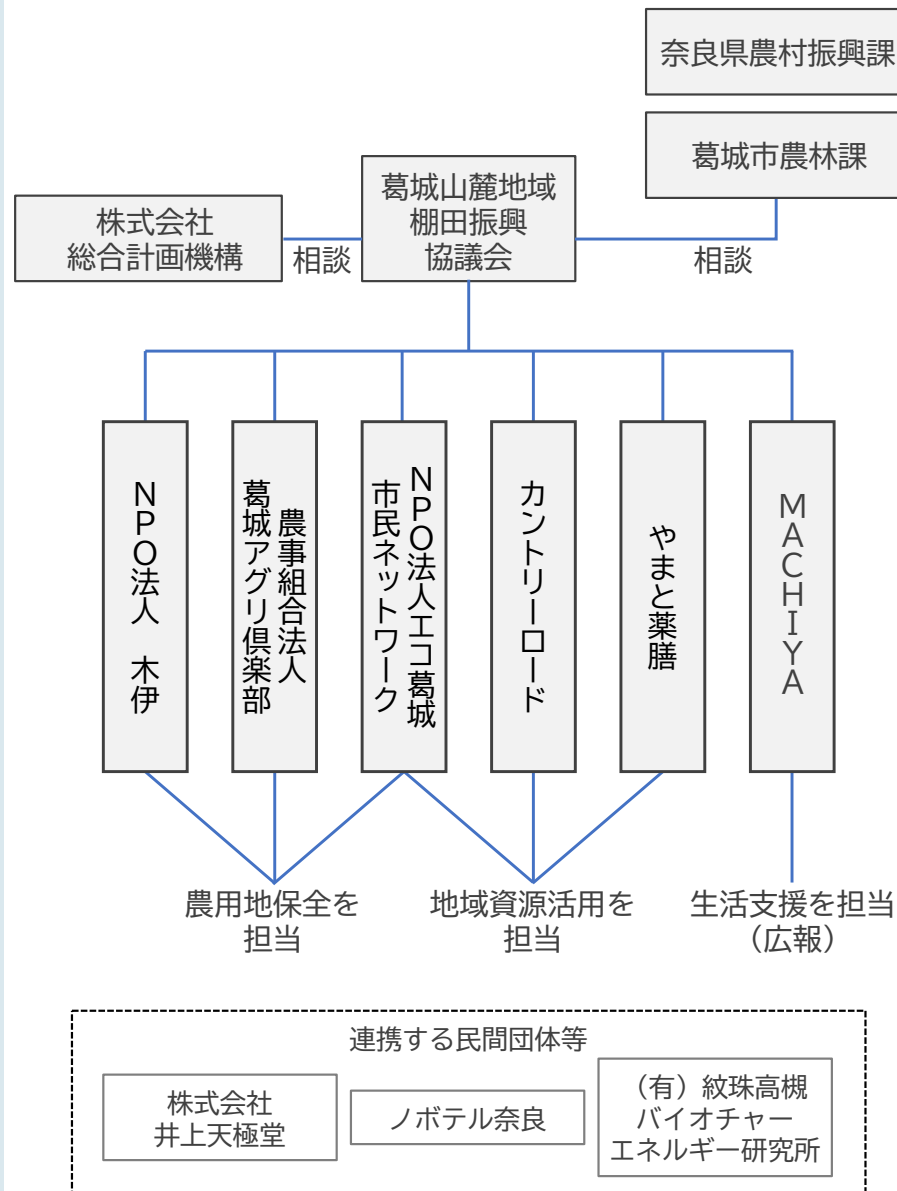 奈良県農村振興課
葛城市農林課
葛城山麓地域
棚田振興
協議会
株式会社
総合計画機構
相談
相談
NPO法人 木伊
農事組合法人
葛城アグリ倶楽部
NPO法人エコ葛城
市民ネットワーク
カントリーロード
やまと薬膳
MACHIYA
農用地保全を
担当
地域資源活用を
担当
生活支援を担当
（広報）
連携する民間団体等
株式会社
井上天極堂
ノボテル奈良
（有）紋珠高槻
バイオチャー
エネルギー研究所